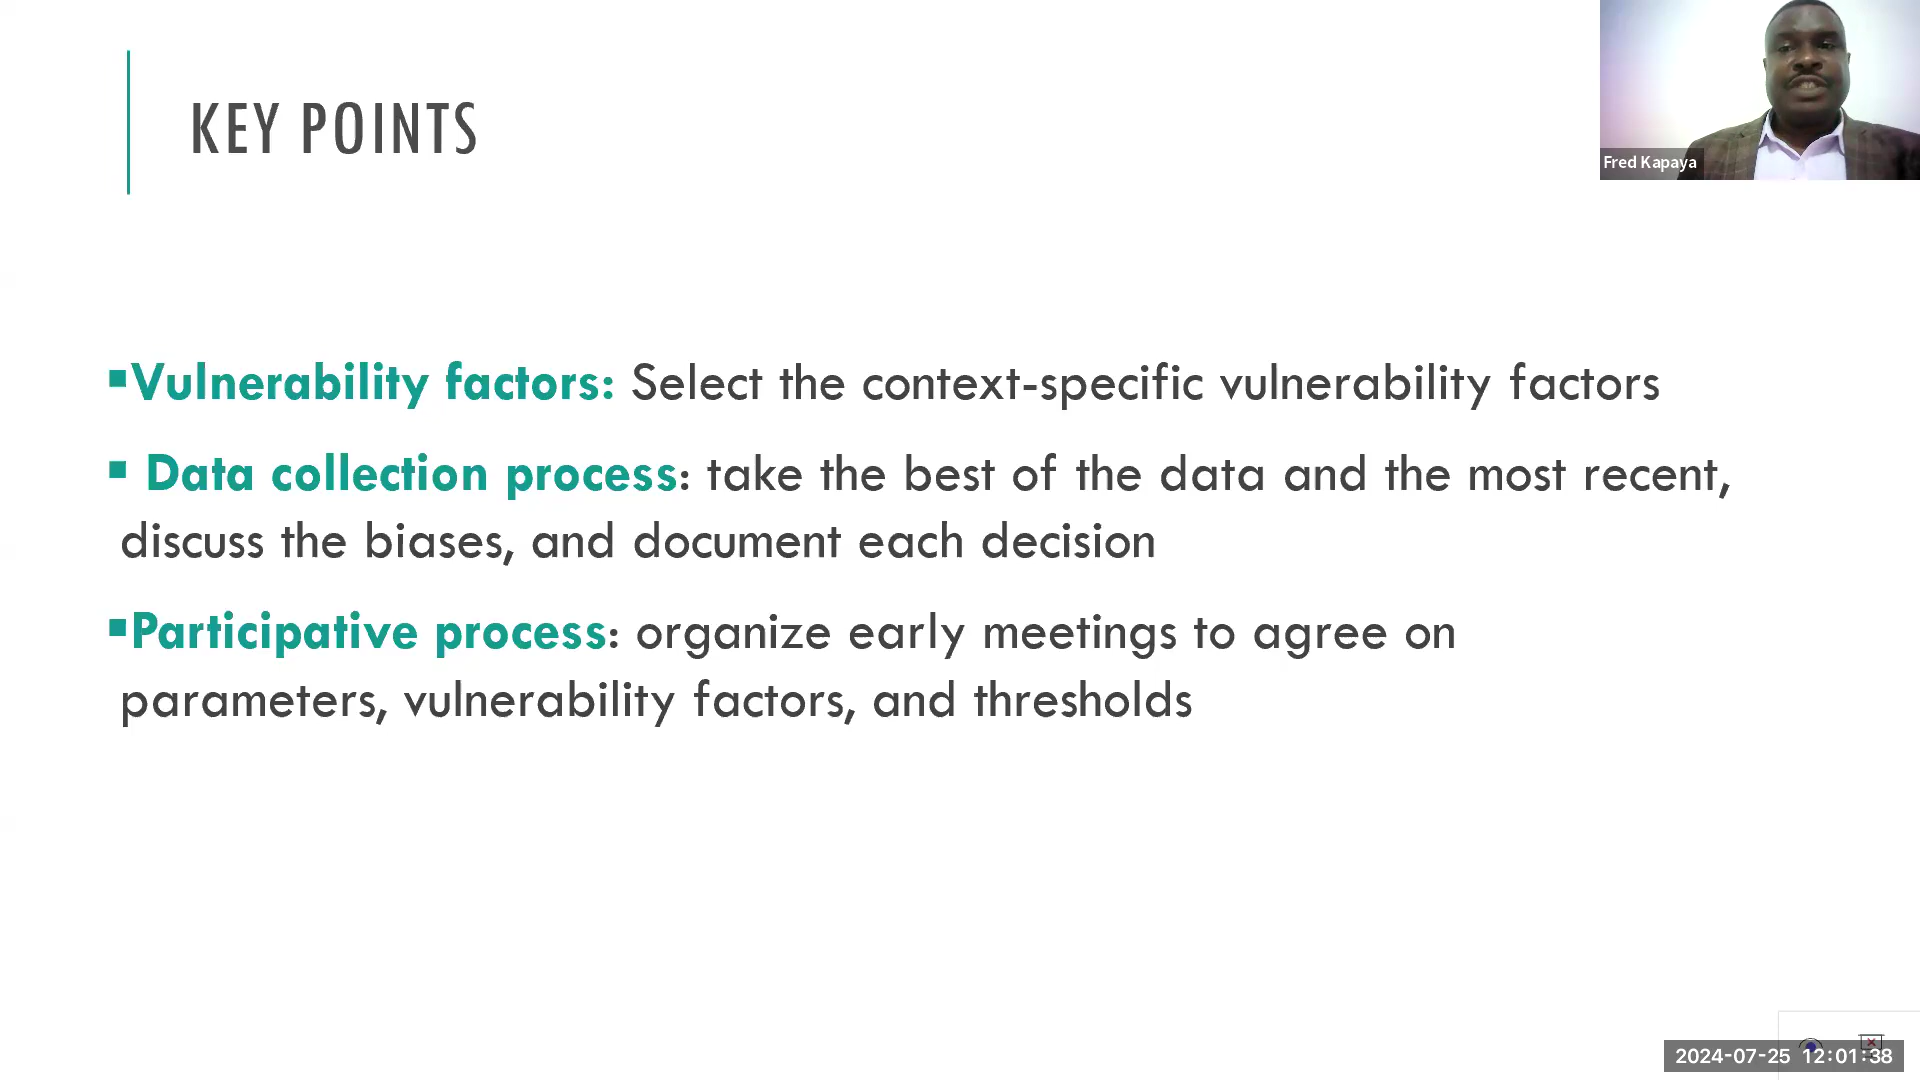 KEY POINTS
Fred Kapaya
▪Vulnerability factors: Select the context-specific vulnerability factors
▪ Data collection process: take the best of the data and the most recent,
discuss the biases, and document each decision
▪Participative process: organize early meetings to agree on
parameters, vulnerability factors, and thresholds
2024-07-25 12:01:38